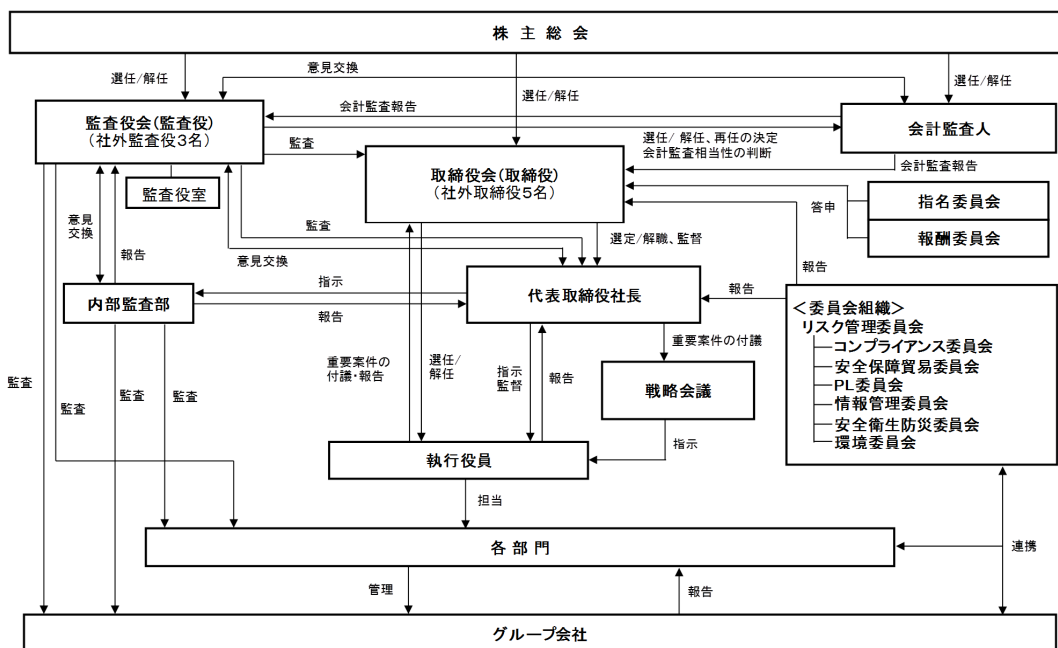 株主総会
意見交換
選任/解任
選任/解任
選任/解任
会計監査報告
監査役会(監査役)
(社外監査役3名)
会計監査人
監査
選任/解任、再任の決定
会計監査相当性の判断
会計監査報告
取締役会(取締役)
(社外取締役5名)
監査役室
答申
指名委員会
報酬委員会
意見
交換
報告
監査
意見交換
選定/解職、監督
報告
指示
代表取締役社長
報告
内部監査部
報告
<委員会組織>
リスク管理委員会
コンプライアンス委員会
安全保障貿易委員会
PL委員会
情報管理委員会
安全衛生防災委員会
環境委員会
重要案件の
付議・報告
選任/
解任
指示
監督
報告
重要案件の付議
戦略会議
監査
監査
監査
監査
執行役員
指示
担当
各部門
連携
管理
報告
グループ会社